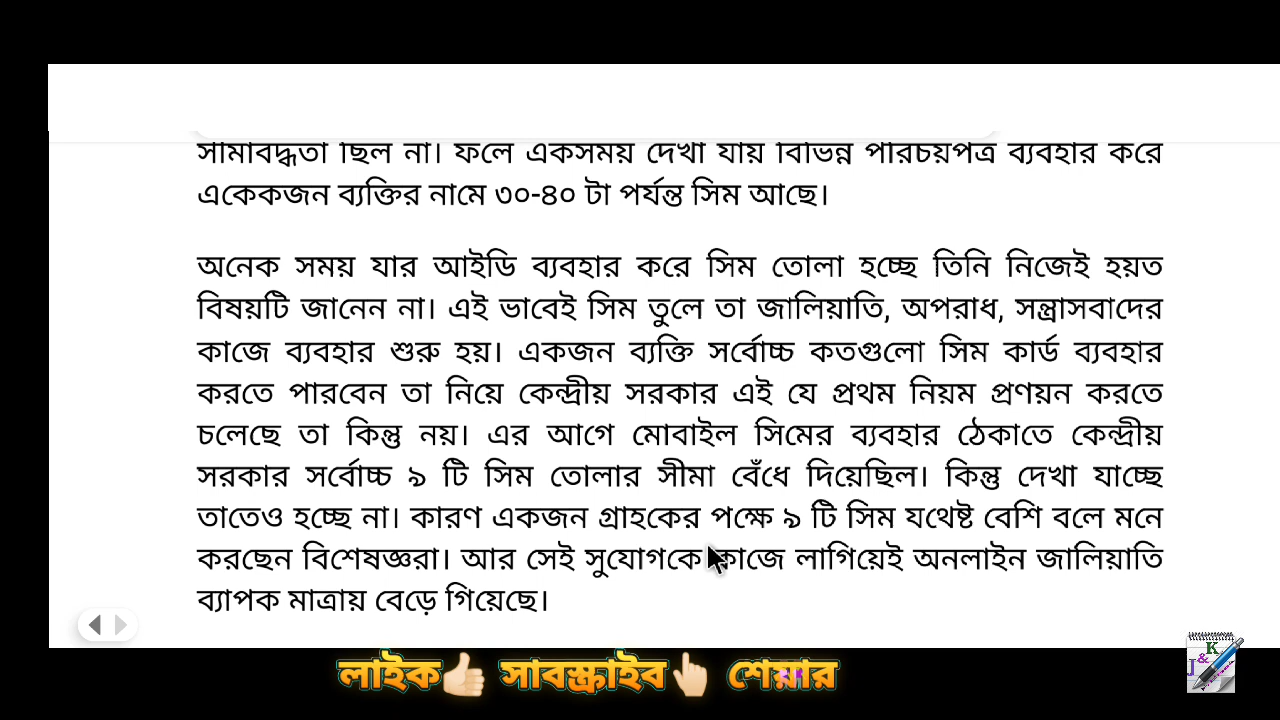 সীমাবদ্ধতা ছিল না। ফলে একসময় দেখা যায় বিভিন্ন পরিচয়পত্র ব্যবহার করে
একেকজন ব্যক্তির নামে ৩০-৪০ টা পর্যন্ত সিম আছে।
অনেক সময় যার আইডি ব্যবহার করে সিম তোলা হচ্ছে তিনি নিজেই হয়ত
বিষয়টি জানেন না। এই ভাবেই সিম তুলে তা জালিয়াতি, অপরাধ, সন্ত্রাসবাদের
কাজে ব্যবহার শুরু হয়। একজন ব্যক্তি সর্বোচ্চ কতগুলো সিম কার্ড ব্যবহার
করতে পারবেন তা নিয়ে কেন্দ্রীয় সরকার এই যে প্রথম নিয়ম প্রণয়ন করতে
চলেছে তা কিন্তু নয়। এর আগে মোবাইল সিমের ব্যবহার ঠেকাতে কেন্দ্রীয়
সরকার সর্বোচ্চ ৯ টি সিম তোলার সীমা বেঁধে দিয়েছিল। কিন্তু দেখা যাচ্ছে
তাতেও হচ্ছে না। কারণ একজন গ্রাহকের পক্ষে ৯ টি সিম যথেষ্ট বেশি বলে মনে
করছেন বিশেষজ্ঞরা। আর সেই সুযোগকে কাজে লাগিয়েই অনলাইন জালিয়াতি
ব্যাপক মাত্রায় বেড়ে গিয়েছে।
লাইক সাবস্ক্রাইব শেয়ার
J&K